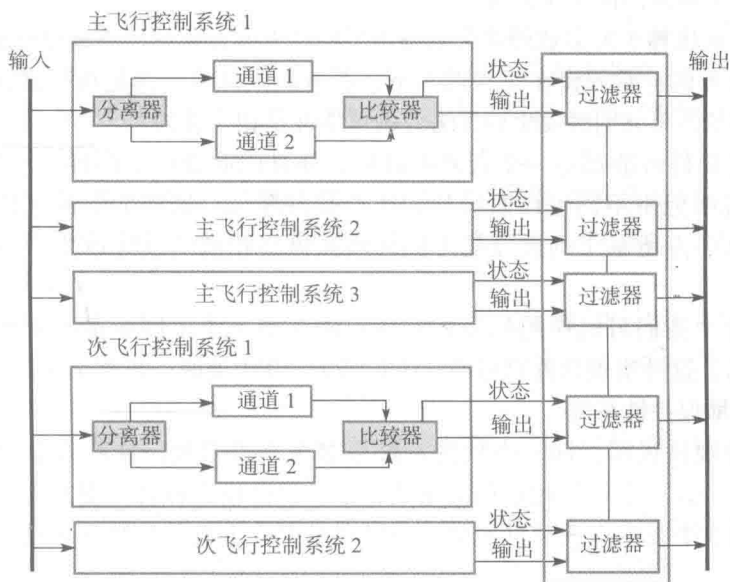 主飞行控制系统 1
输入
输出
通道 1
状态
分离器
比较器
输出
过滤器
通道 2
状态
主飞行控制系统 2
输出
过滤器
状态
主飞行控制系统 3
输出
过滤器
次飞行控制系统 1
通道 1
状态
分离器
比较器
输出
过滤器
通道 2
状态
次飞行控制系统 2
输出
过滤器